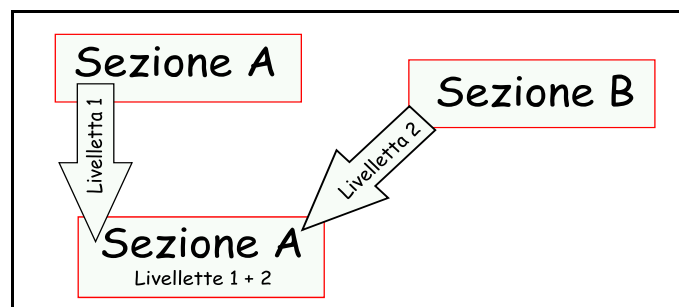 Sezione A
Sezione B
Livelletta 1
Livelletta 2
Sezione A
Livellette 1 + 2